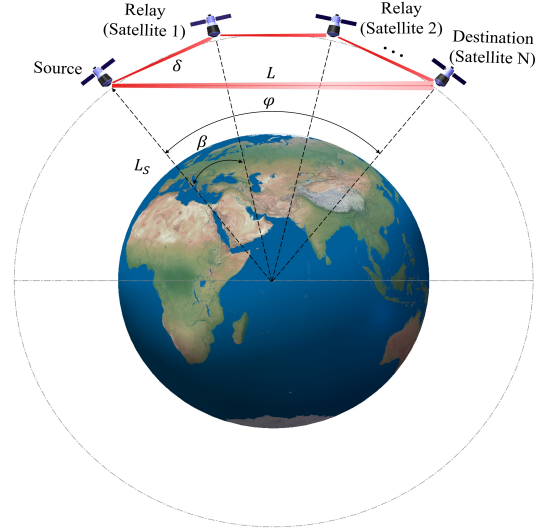 Relay
(Satellite 1)
Relay
(Satellite 2)
Destination
(Satellite N)
Source
δ
L
φ
β
L_S
...